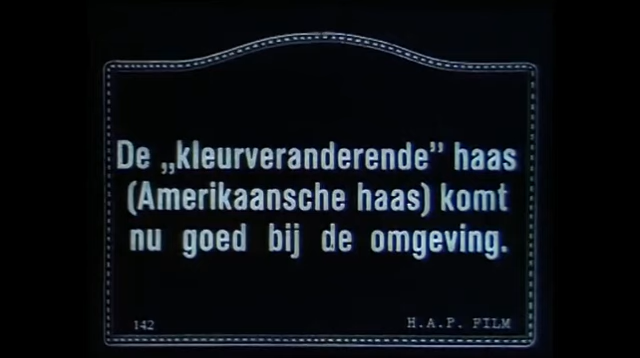 De „kleurveranderende” haas
(Amerikaansche haas) komt
nu goed bij de omgeving.
142
H.A.P. FILM